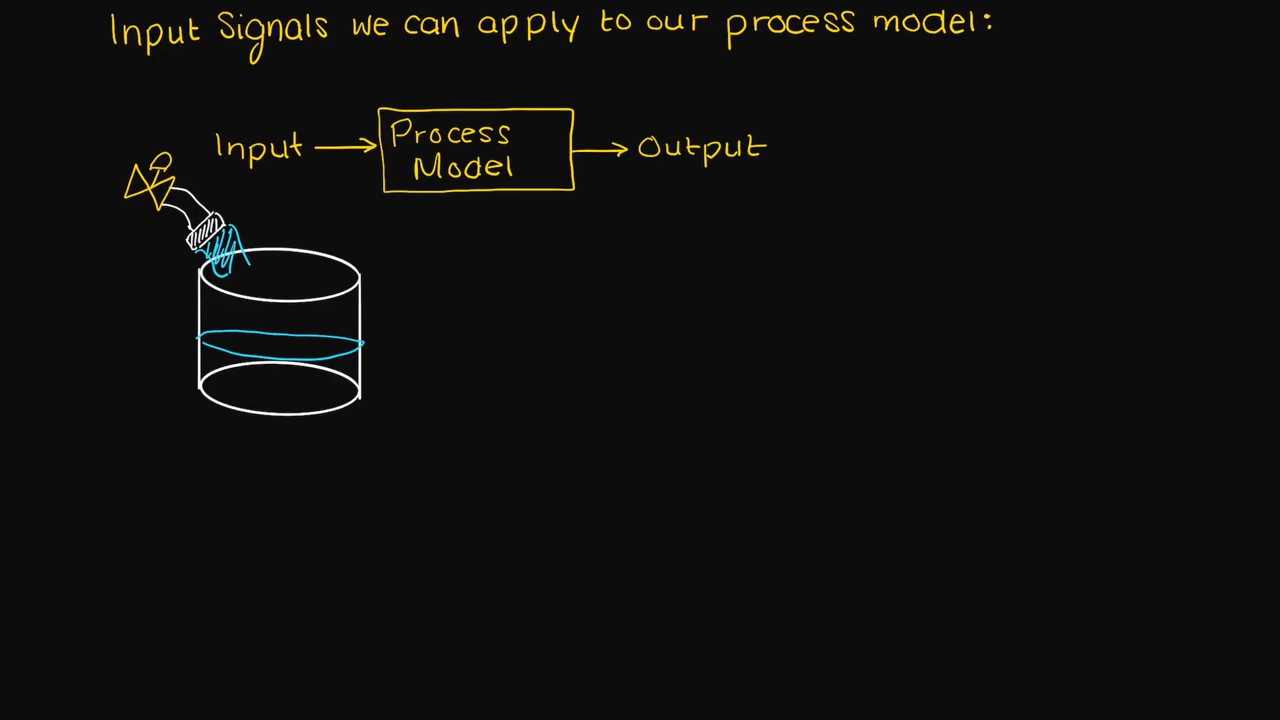 Input Signals we can apply to our process model:
Input
Process
Model
Output